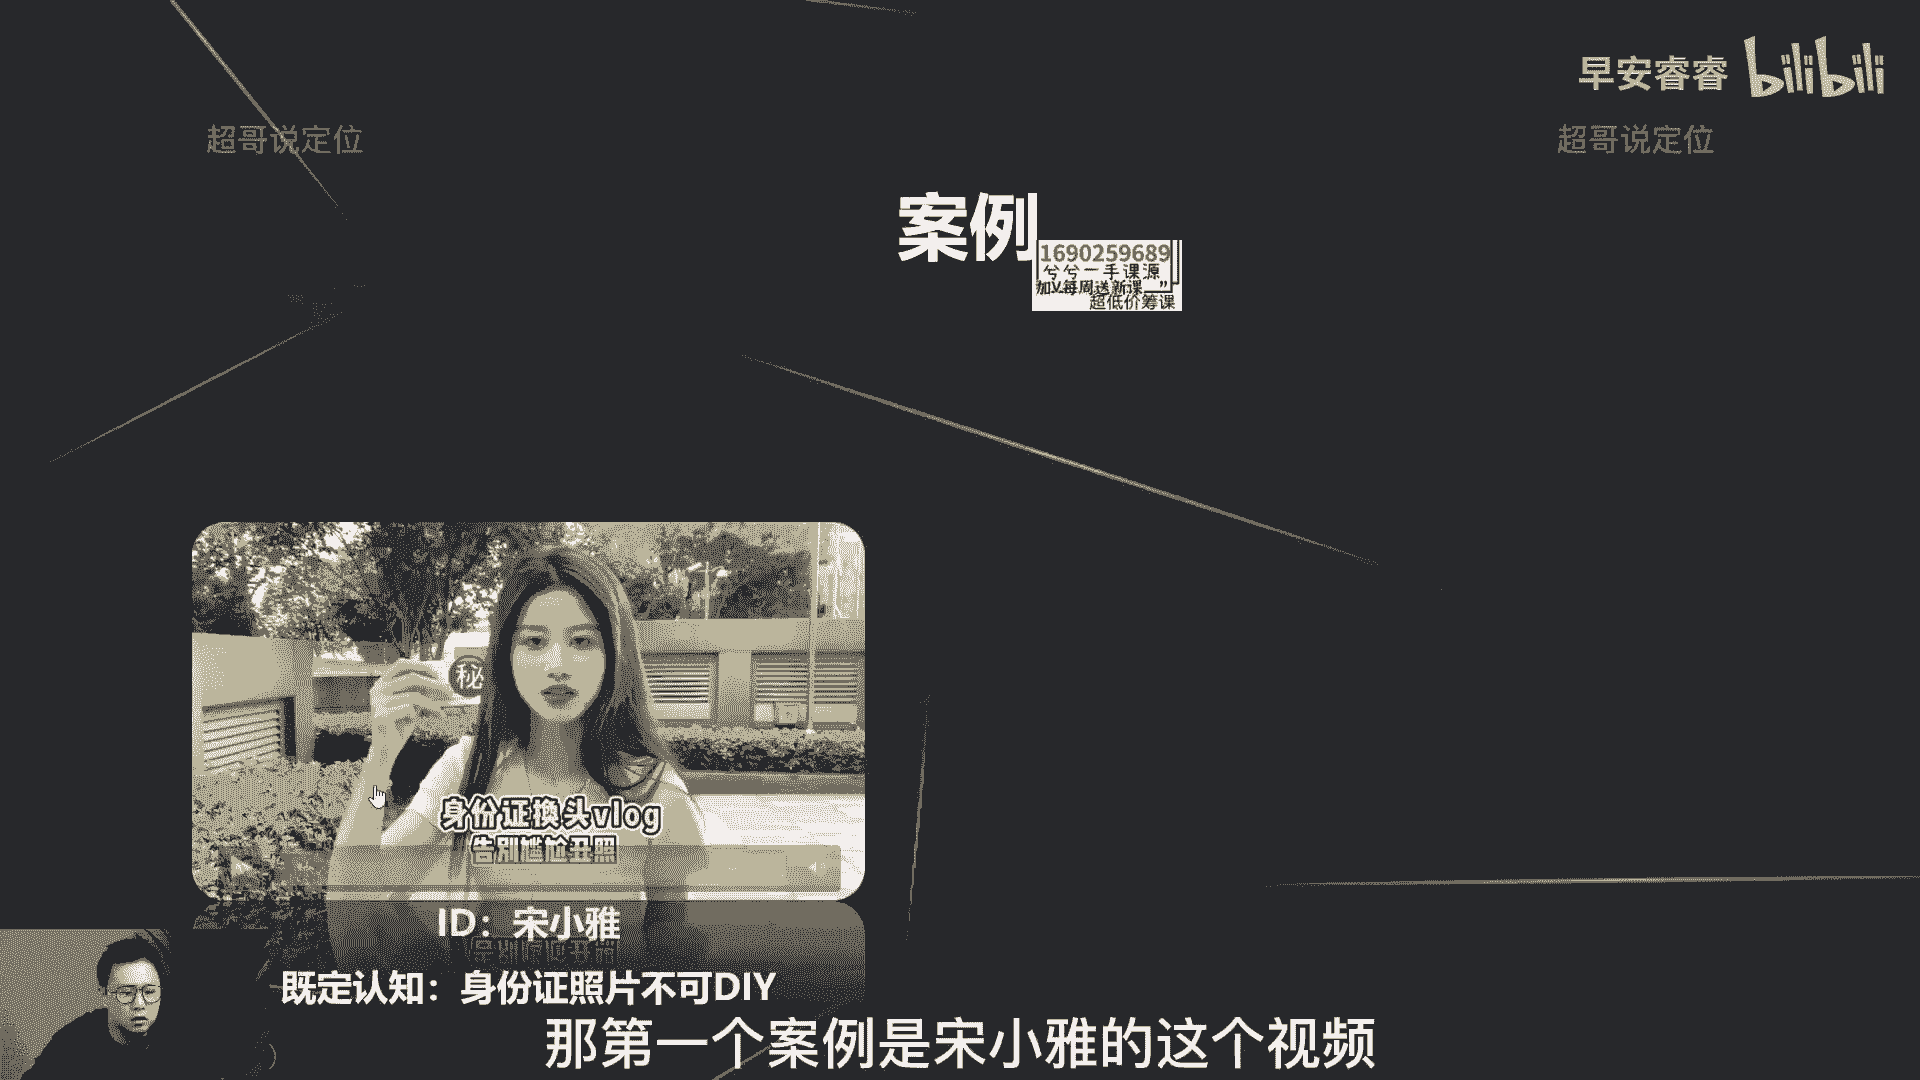 早安睿睿 bilibili
超哥说定位
超哥说定位
案例
1690259689
兮兮一手课源
加V每周送新课 ”
超低价筹课
秘
身份证换头vlog
告别尴尬丑照
ID：宋小雅
既定认知：身份证照片不可DIY
那第一个案例是宋小雅的这个视频